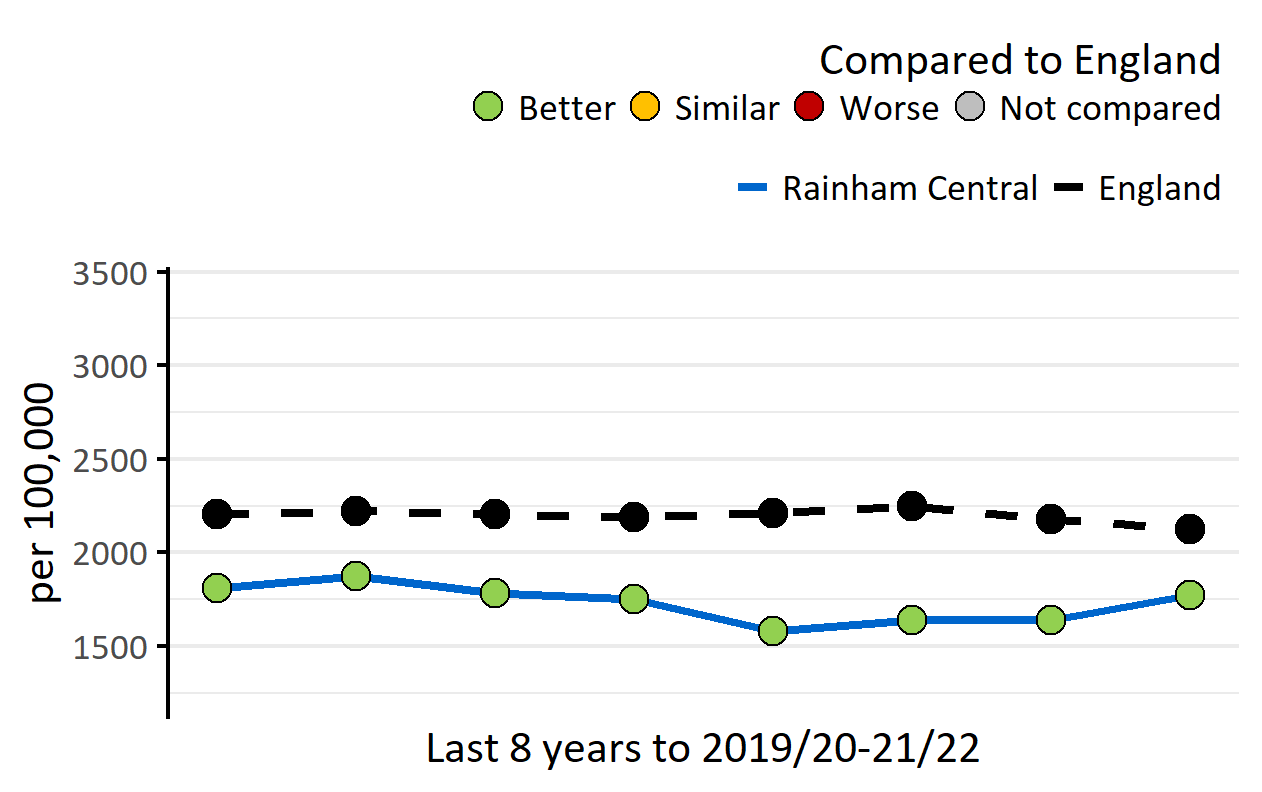 Compared to England
Better Similar Worse Not compared
Rainham Central England
3500
3000
2500
2000
1500
per 100,000
Last 8 years to 2019/20-21/22